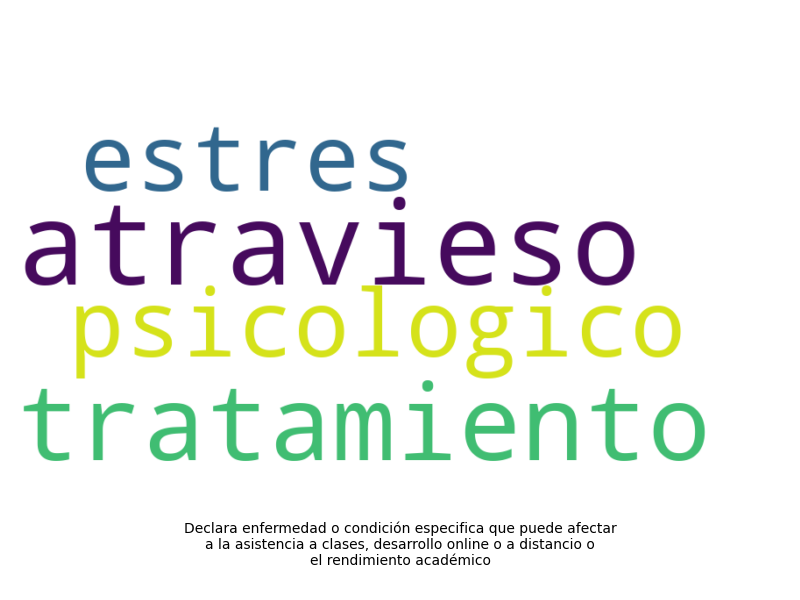 estres
atravieso
psicologico
tratamiento
Declara enfermedad o condición especifica que puede afectar
a la asistencia a clases, desarrollo online o a distancio o
el rendimiento académico